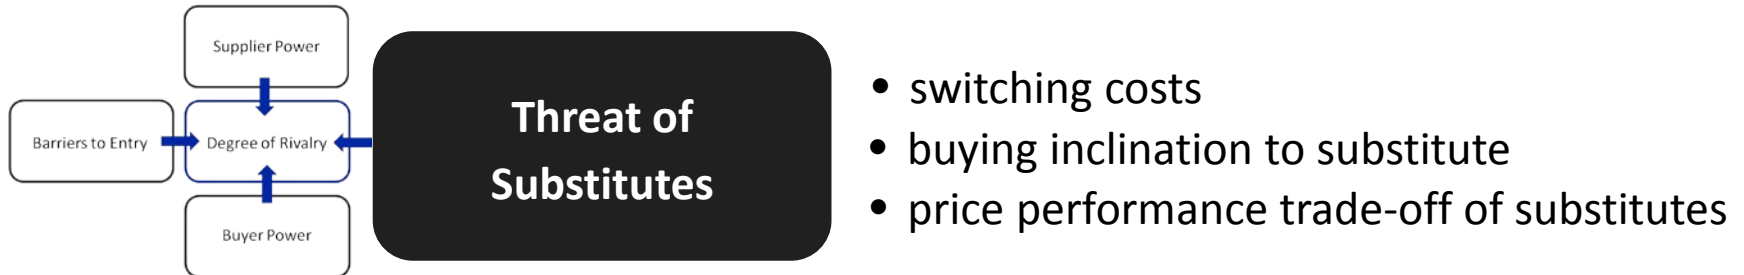 Supplier Power
Barriers to Entry
Degree of Rivalry
Buyer Power
Threat of
Substitutes
• switching costs
• buying inclination to substitute
• price performance trade-off of substitutes